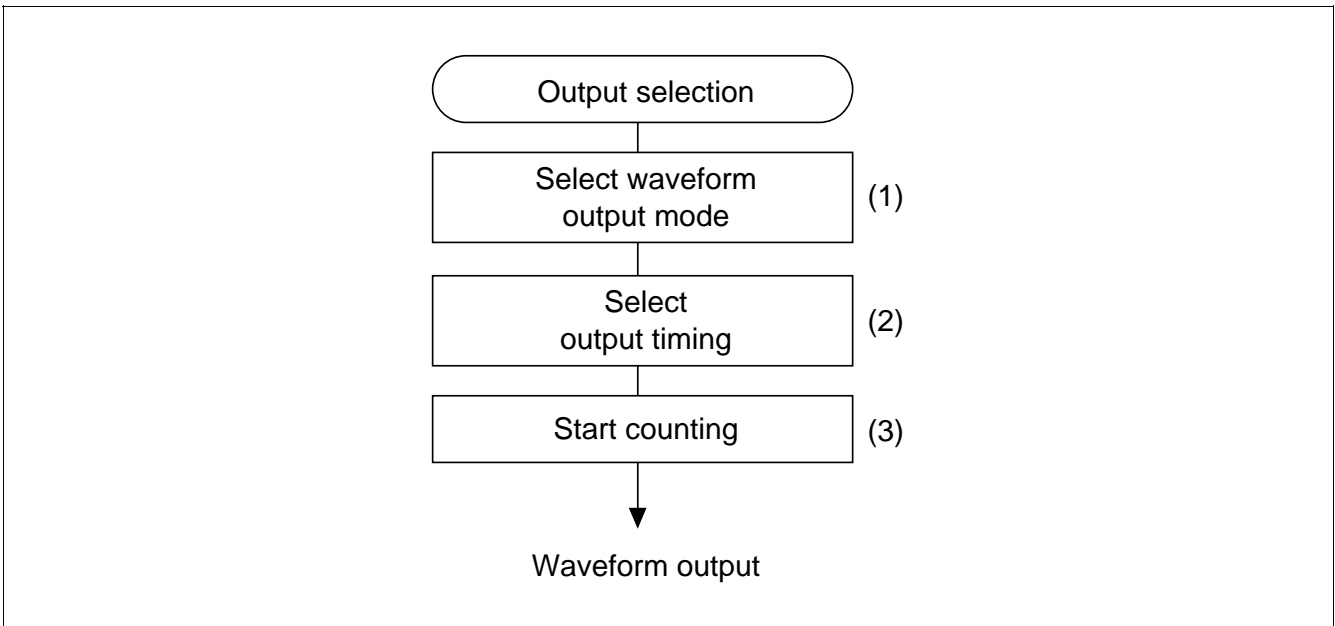 Output selection
Select waveform
output mode
(1)
Select
output timing
(2)
Start counting
(3)
Waveform output